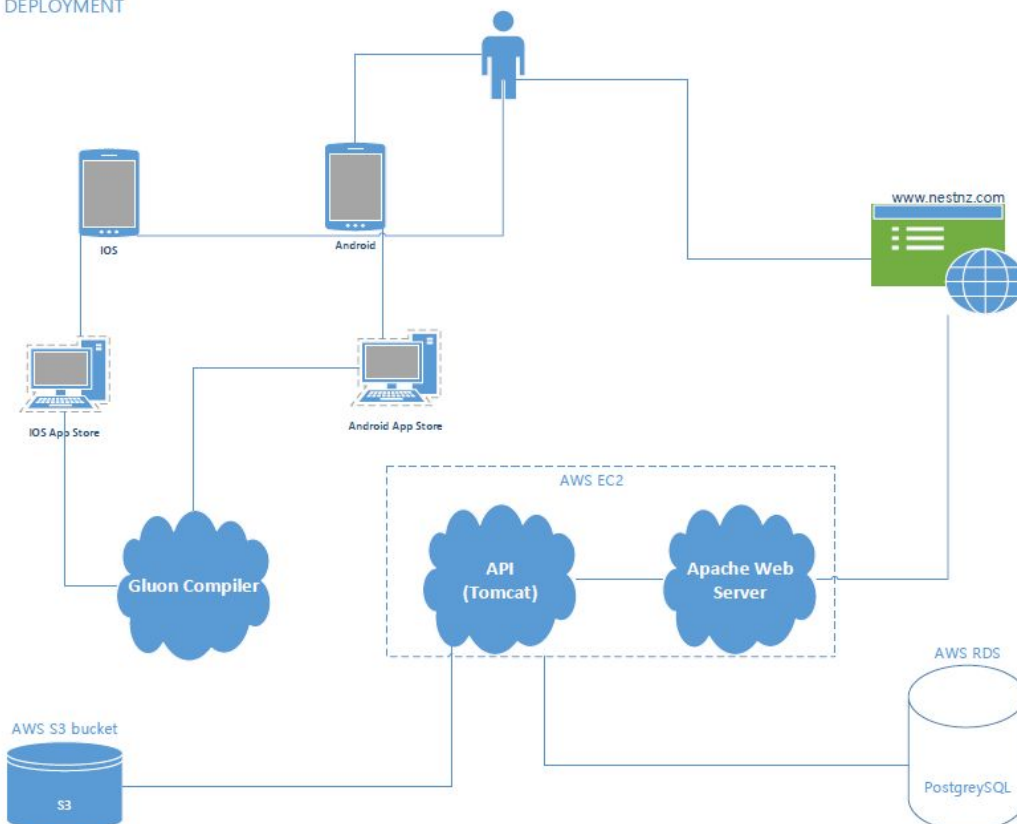 DEPLOYMENT
www.nestnz.com
IOS
Android
IOS App Store
Android App Store
AWS EC2
Gluon Compiler
API
(Tomcat)
Apache Web
Server
AWS RDS
AWS S3 bucket
S3
PostgreySQL